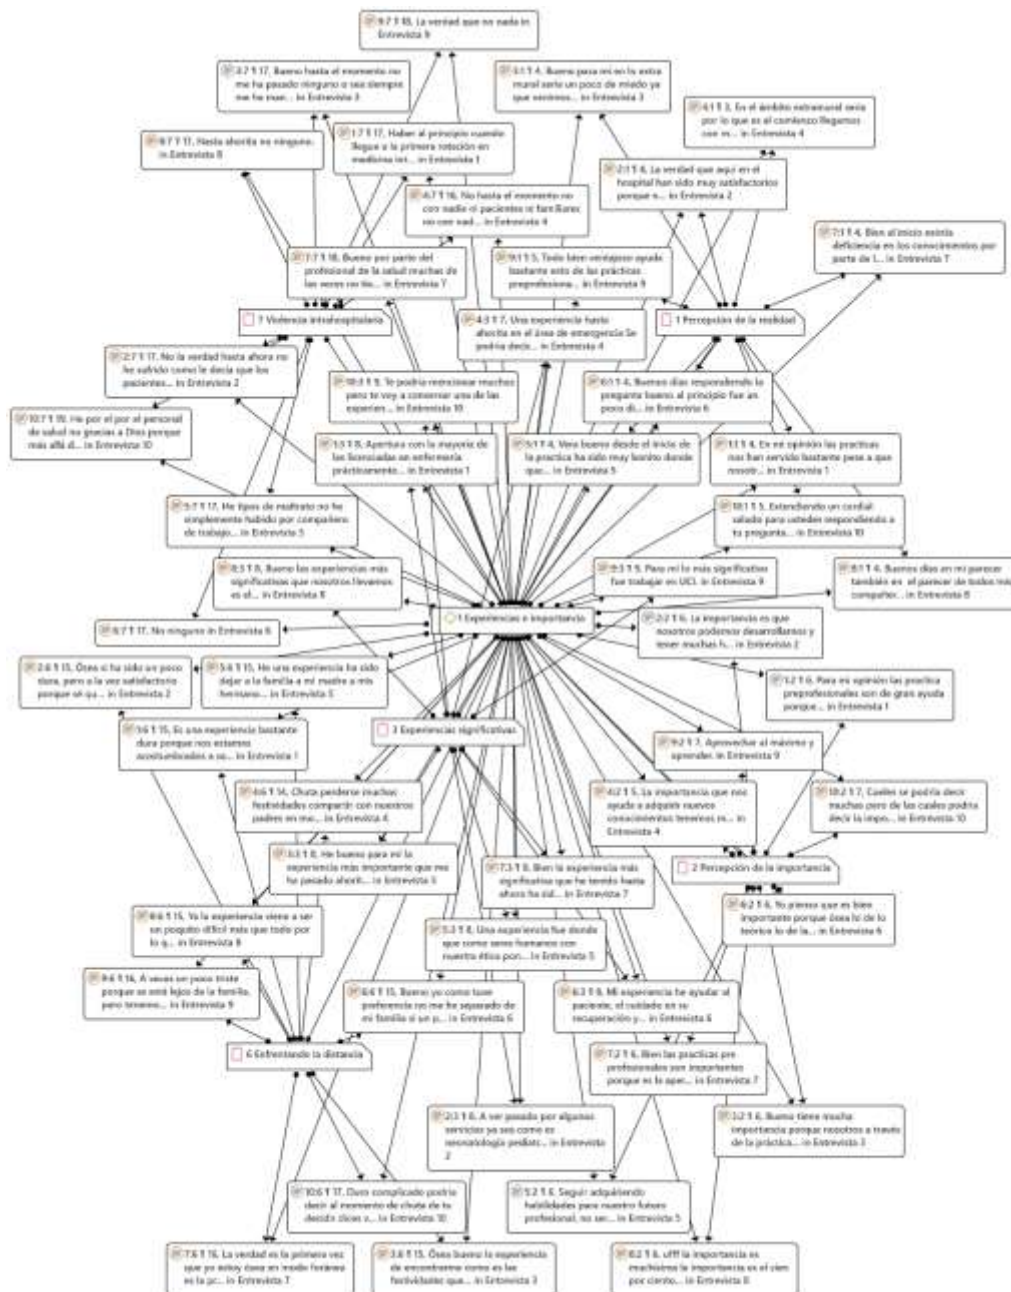 9:7 ¶ 18, La verdad que no nada in
Entrevista 9
3:7 ¶ 17, Bueno hasta el momento no
me ha pasado ninguno o sea siempre
me he man... in Entrevista 3
3:1 ¶ 4, Bueno para mi en lo extra
mural sería un poco de miedo ya
que venimos... in Entrevista 3
4:1 ¶ 3, En el ámbito extramural sería
por lo que es al comienzo llegamos
con m... in Entrevista 4
8:7 ¶ 17, Hasta ahorita no ninguno.
in Entrevista 8
1:7 ¶ 17, Haber al principio cuando
llegue a la primera rotación en
medicina int... in Entrevista 1
2:1 ¶ 4, La verdad que aquí en el
hospital han sido muy satisfactorios
porque n... in Entrevista 2
4:7 ¶ 16, No hasta el momento no
con nadie ni pacientes ni familiares
no con nad... in Entrevista 4
7:1 ¶ 4, Bien al inicio existía
deficiencia en los conocimientos por
parte de l... in Entrevista 7
7:7 ¶ 18, Bueno por parte del
profesional de la salud muchas de
las veces no tie... in Entrevista 7
9:1 ¶ 5, Todo bien ventajoso ayuda
bastante esto de las prácticas
preprofesiona... in Entrevista 9
7 Violencia intrahospitalaria
4:3 ¶ 7, Una experiencia hasta
ahorita en el área de emergencia Se
podría decir... in Entrevista 4
1 Percepción de la realidad
2:7 ¶ 17, No la verdad hasta ahora no
he sufrido como le decía que los
pacientes... in Entrevista 2
10:3 ¶ 9, Te podría mencionar muchos
pero te voy a conversar una de las
experien... in Entrevista 10
6:1 ¶ 4, Buenos días respondiendo la
pregunta bueno al principio fue un
poco di... in Entrevista 6
10:7 ¶ 19, He por el por el personal
de salud no gracias a Dios porque
más allá d... in Entrevista 10
1:3 ¶ 8, Apertura con la mayoría de
las licenciadas en enfermería
prácticamente... in Entrevista 1
5:1 ¶ 4, Vera bueno desde el inicio de
la practica ha sido muy bonito donde
que... in Entrevista 5
1:1 ¶ 4, En mi opinión las practicas
nos han servido bastante pese a que
nosotr... in Entrevista 1
5:7 ¶ 17, He tipos de maltrato no he
simplemente habido por compañero
de trabajo... in Entrevista 5
10:1 ¶ 5, Extendiendo un cordial
saludo para ustedes respondiendo a
tu pregunta... in Entrevista 10
8:3 ¶ 8, Bueno las experiencias más
significativas que nosotros llevamos
es el... in Entrevista 8
9:3 ¶ 9, Para mí lo más significativo
fue trabajar en UCI. in Entrevista 9
8:1 ¶ 4, Buenos días en mi parecer
también en el parecer de todos mis
compañer... in Entrevista 8
1 Experiencias e importancia
6:7 ¶ 17, No ninguno in Entrevista 6
2:2 ¶ 6, La importancia es que
nosotros podemos desarrollarnos y
tener muchas h... in Entrevista 2
2:6 ¶ 15, Ósea si ha sido un poco
duro, pero a la vez satisfactorio
porque sé qu... in Entrevista 2
5:6 ¶ 15, He una experiencia ha sido
dejar a la familia a mi madre a mis
hermano... in Entrevista 5
1:2 ¶ 6, Para mi opinión las practica
preprofesionales son de gran ayuda
porque... in Entrevista 1
1:6 ¶ 15, Es una experiencia bastante
dura porque nos estamos
acostumbrados a so... in Entrevista 1
3 Experiencias significativas
9:2 ¶ 7, Aprovechar al máximo y
aprender. in Entrevista 9
4:6 ¶ 14, Chuta perderse muchas
festividades compartir con nuestros
padres en mu... in Entrevista 4
4:2 ¶ 5, La importancia que nos
ayuda a adquirir nuevos
conocimientos tenemos m... in
Entrevista 4
10:2 ¶ 7, Cuales se podría decir
muchas pero de las cuales podría
decir la impo... in Entrevista 10
3:3 ¶ 8, He bueno para mí la
experiencia más importante que me
ha pasado ahorit... in Entrevista 3
7:3 ¶ 8, Bien la experiencia más
significativa que he tenido hasta
ahora ha sid... in Entrevista 7
2 Percepción de la importancia
8:6 ¶ 15, Ya la experiencia viene a ser
un poquito difícil más que todo por
lo q... in Entrevista 8
6:2 ¶ 6, Yo pienso que es bien
importante porque ósea lo de lo
teórico lo de la... in Entrevista 6
5:3 ¶ 8, Una experiencia fue donde
que como seres humanos con
nuestra ética pon... in Entrevista 5
9:6 ¶ 16, A veces un poco triste
porque se está lejos de la familia,
pero tenemo... in Entrevista 9
6:6 ¶ 15, Bueno yo como tuve
preferencia no me he separado de
mi familia si un p... in Entrevista 6
6:3 ¶ 8, Mi experiencia he ayudar al
paciente, el cuidado en su
recuperación y... in Entrevista 6
6 Enfrentando la distancia
7:2 ¶ 6, Bien las practicas pre
profesionales son importantes
porque es la aper... in Entrevista 7
2:3 ¶ 8, A ver pasado por algunos
servicios ya sea como es
neonatología pediatr... in Entrevista
2
3:2 ¶ 6, Bueno tiene mucha
importancia porque nosotros a través
de la práctica... in Entrevista 3
10:6 ¶ 17, Duro complicado podría
decir al momento de chuta de tu
decidir dices v... in Entrevista 10
5:2 ¶ 6, Seguir adquiriendo
habilidades para nuestro futuro
profesional, no ser... in Entrevista 5
7:6 ¶ 16, La verdad es la primera vez
que yo estoy ósea en modo foránea
es la pr... in Entrevista 7
3:6 ¶ 15, Ósea bueno la experiencia
de encontrarme como es las
festividades que... in Entrevista 3
8:2 ¶ 6, uffff la importancia es
muchísima la importancia es el cien
por ciento... in Entrevista 8